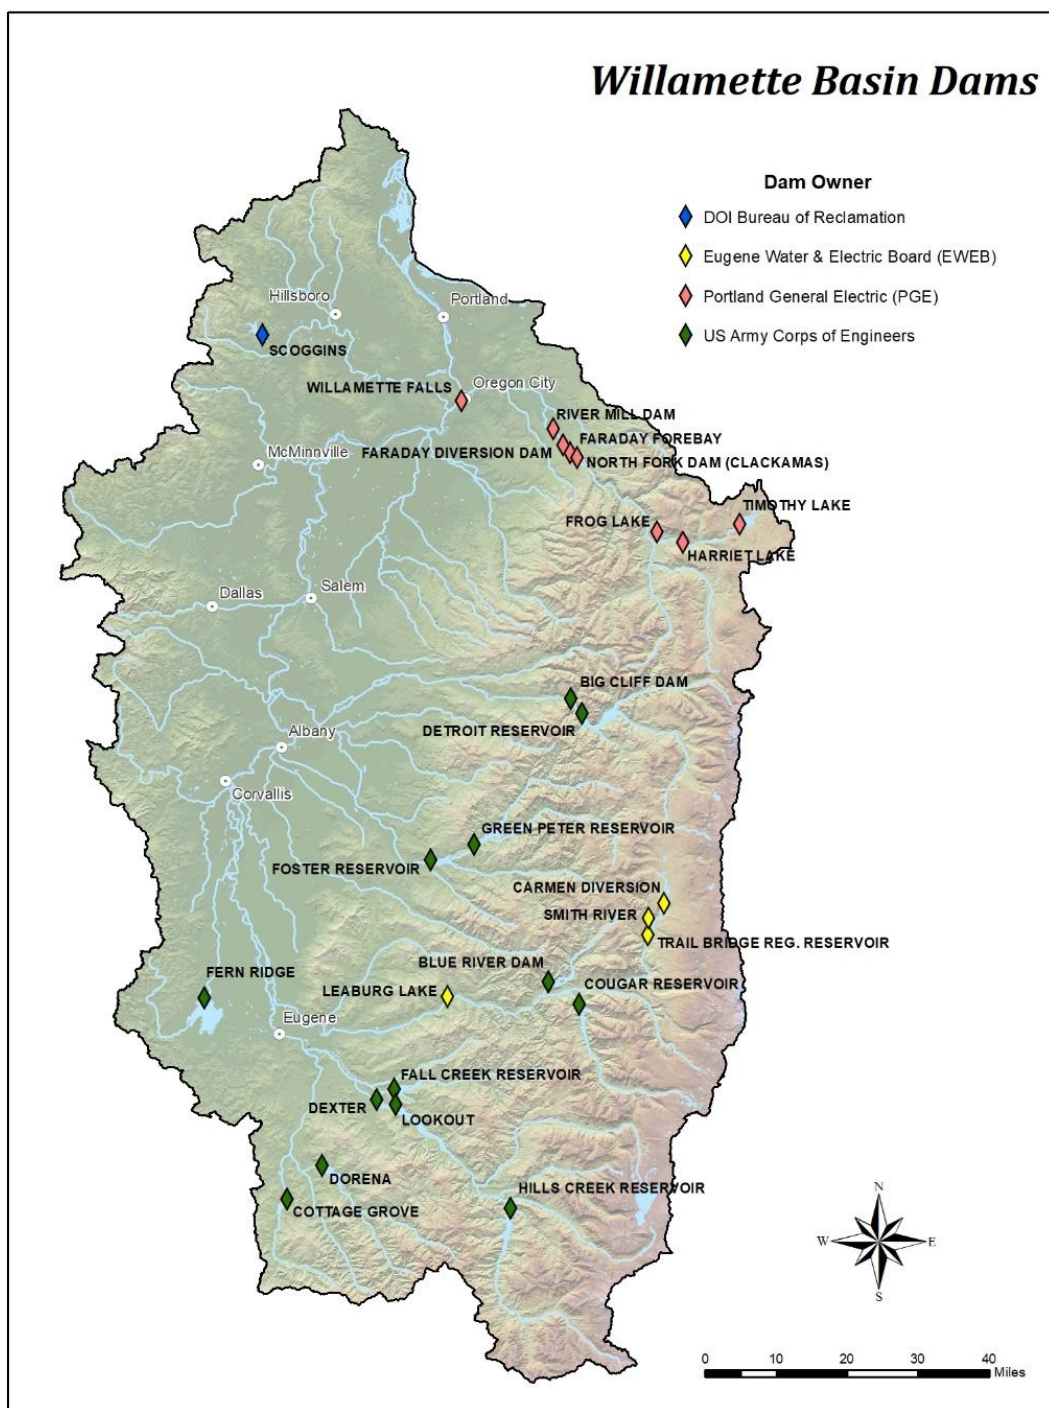 Willamette Basin Dams
Dam Owner
DOI Bureau of Reclamation
Eugene Water & Electric Board (EWEB)
Portland General Electric (PGE)
US Army Corps of Engineers
Hillsboro
Portland
SCOGGINS
WILLAMETTE FALLS
Oregon City
RIVER MILL DAM
FARADAY FOREBAY
FARADAY DIVERSION DAM
NORTH FORK DAM (CLACKAMAS)
McMinnville
TIMOTHY LAKE
FROG LAKE
HARRIET LAKE
Dallas
Salem
BIG CLIFF DAM
DETROIT RESERVOIR
Albany
Corvallis
GREEN PETER RESERVOIR
FOSTER RESERVOIR
CARMEN DIVERSION
SMITH RIVER
TRAIL BRIDGE REG. RESERVOIR
BLUE RIVER DAM
FERN RIDGE
COUGAR RESERVOIR
LEABURG LAKE
Eugene
FALL CREEK RESERVOIR
DEXTER
LOOKOUT
DORENA
HILLS CREEK RESERVOIR
COTTAGE GROVE
N
W
E
S
0 10 20 30 40
Miles